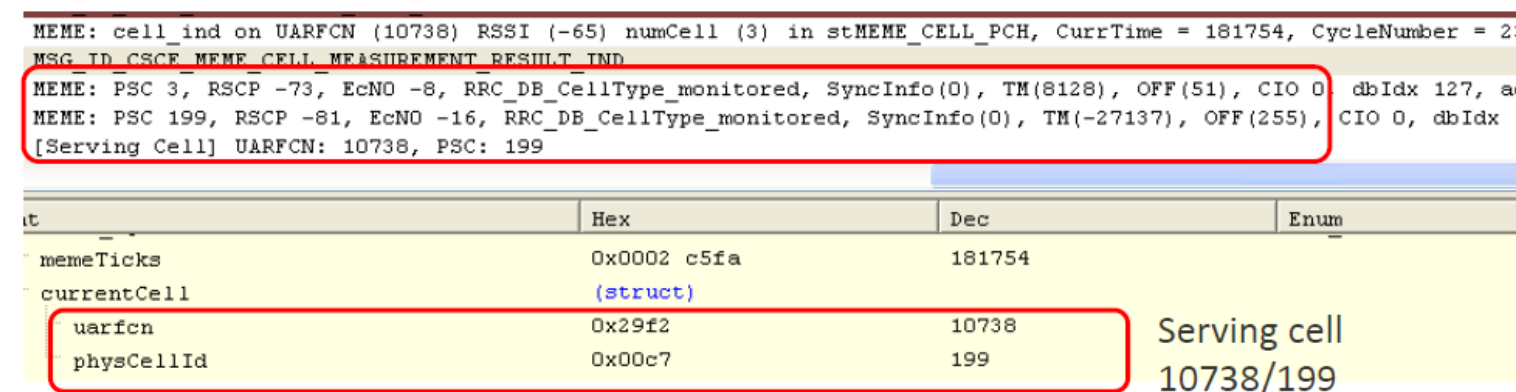 MEME: cell_ind on UARFCN (10738) RSSI (-65) numCell (3) in stMEME_CELL_PCH, CurrTime = 181754, CycleNumber =
MSG_ID_CSCE_MEME_CELL_MEASUREMENT_RESULT_IND
MEME: PSC 3, RSCP -73, EcN0 -8, RRC_DB_CellType_monitored, SyncInfo(0), TM(8128), OFF(51), CIO 0, dbIdx 127,
MEME: PSC 199, RSCP -81, EcN0 -16, RRC_DB_CellType_monitored, SyncInfo(0), TM(-27137), OFF(255), CIO 0, dbIdx
[Serving Cell] UARFCN: 10738, PSC: 199
Hex Dec Enum
memeTicks 0x0002 c5fa 181754
currentCell (struct)
uarfcn 0x29f2 10738
physCellId 0x00c7 199
Serving cell
10738/199